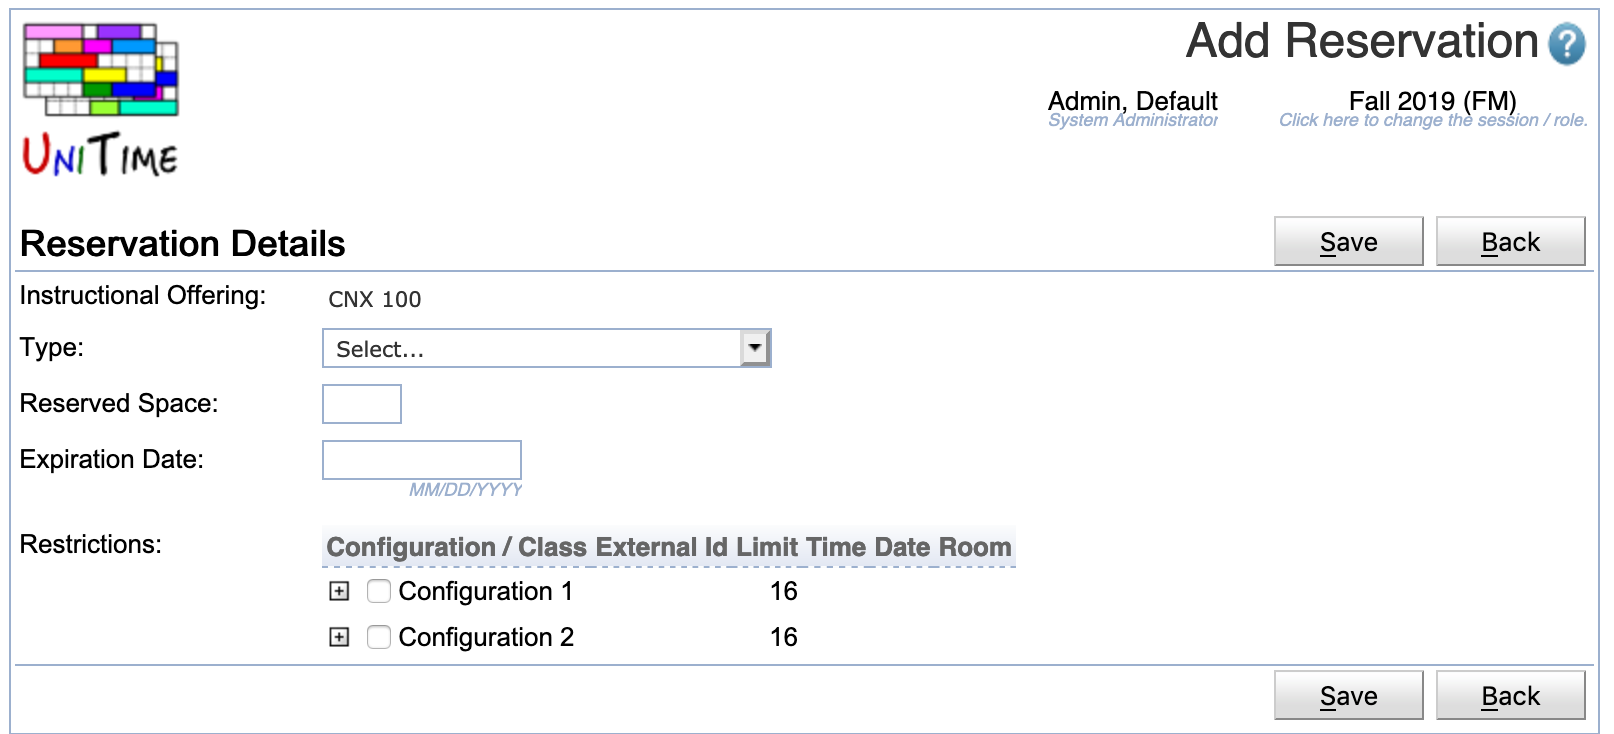 Add Reservation ?
Admin, Default Fall 2019 (FM)
System Administrator Click here to change the session / role.
UNITIME
Reservation Details Save Back
Instructional Offering: CNX 100
Type: Select...
Reserved Space:
Expiration Date:
MM/DD/YYYY
Restrictions: Configuration / Class External Id Limit Time Date Room
Configuration 1 16
Configuration 2 16
Save Back